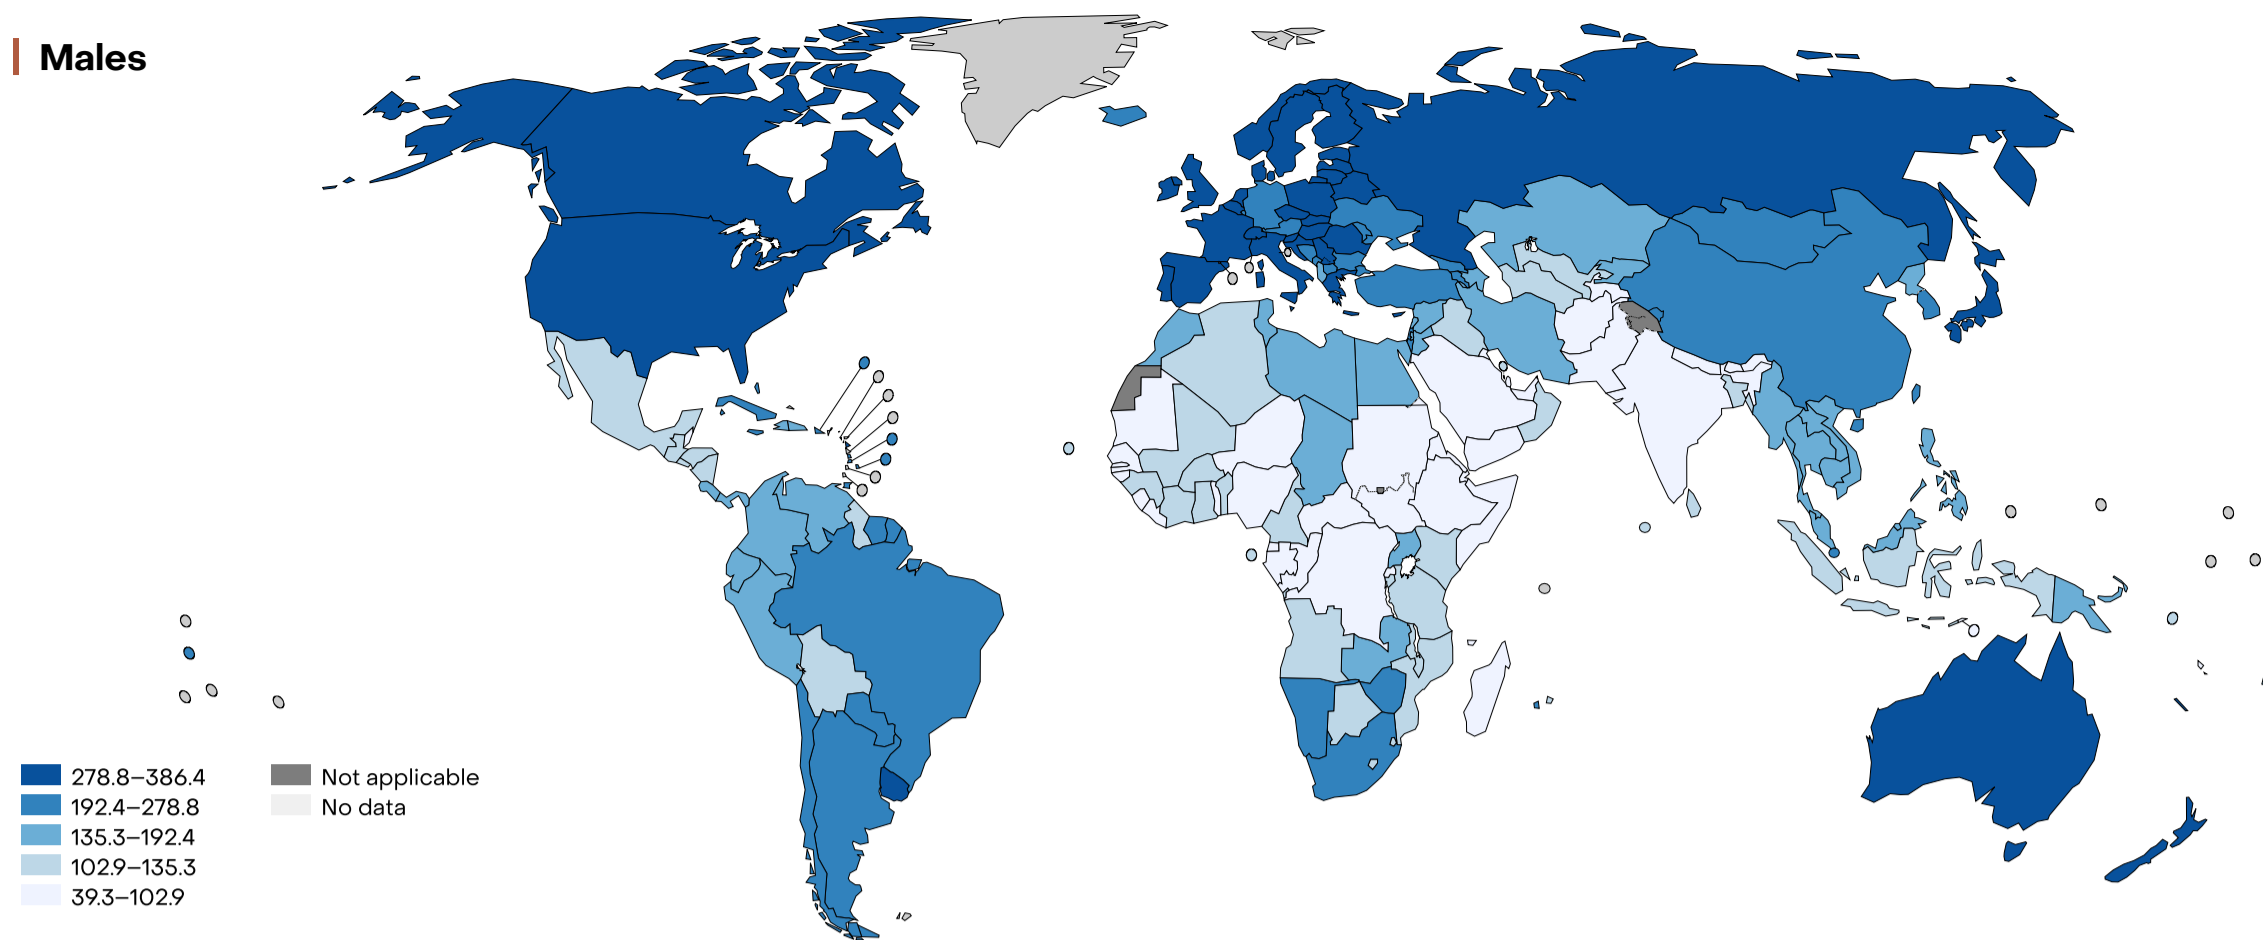 Males
278.8–386.4
192.4–278.8
135.3–192.4
102.9–135.3
39.3–102.9
Not applicable
No data